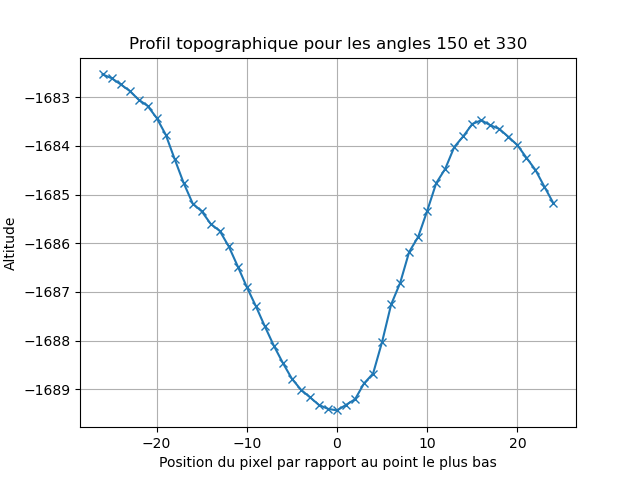 Profil topographique pour les angles 150 et 330
−1683
−1684
−1685
−1686
−1687
−1688
−1689
Altitude
−20 −10 0 10 20
Position du pixel par rapport au point le plus bas